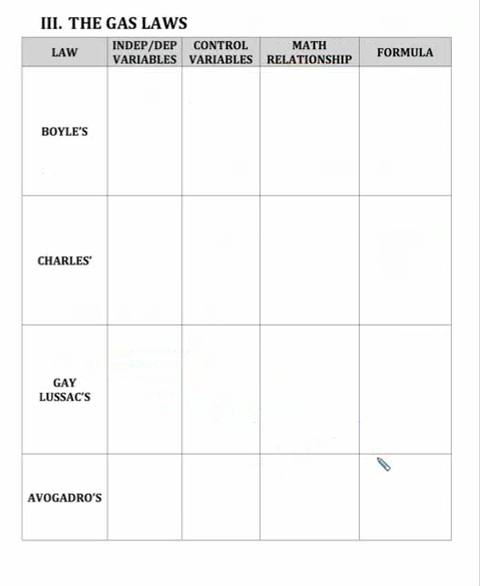 III. THE GAS LAWS
LAW
INDEP/DEP
VARIABLES
CONTROL
VARIABLES
MATH
RELATIONSHIP
FORMULA
BOYLE'S
CHARLES'
GAY
LUSSAC'S
AVOGADRO'S